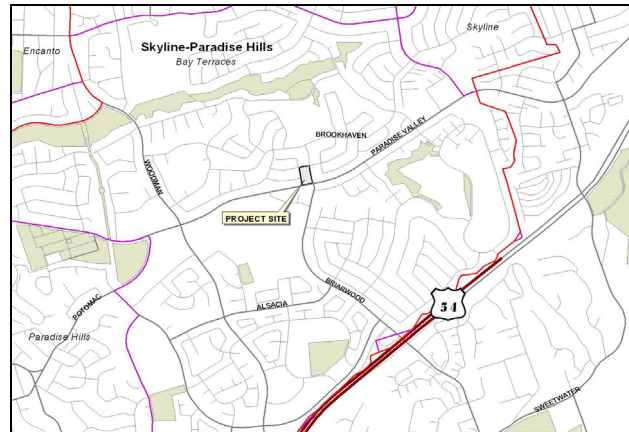 Encanto
Skyline
Skyline-Paradise Hills
Bay Terraces
BROOKHAVEN
PARADISE VALLEY
WOODMAN
PROJECT SITE
BRIARWOOD
54
ALSACIA
POTOMAC
Paradise Hills
SWEETWATER